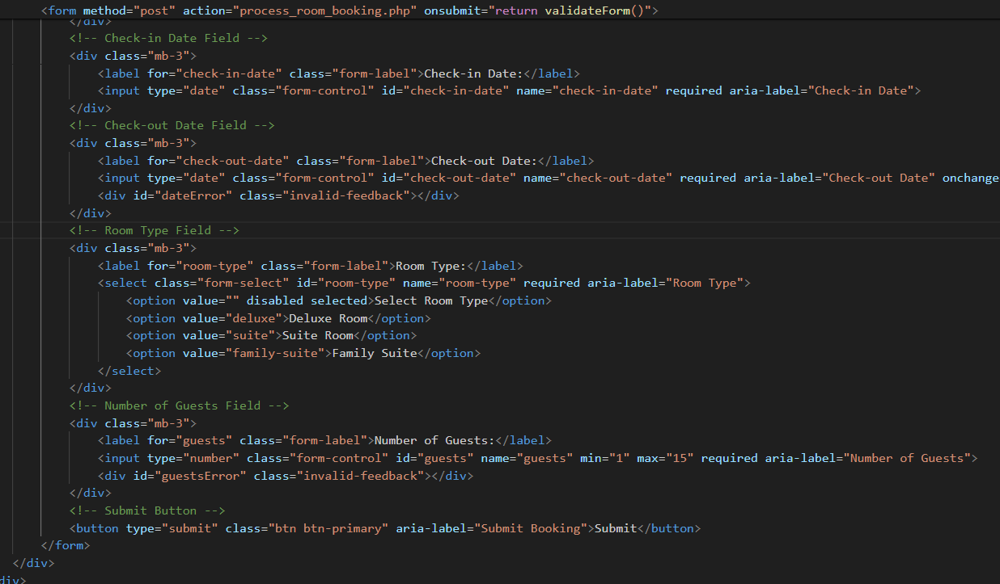 <form method="post" action="process_room_booking.php" onsubmit="return validateForm()">
</div>
<!-- Check-in Date Field -->
<div class="mb-3">
<label for="check-in-date" class="form-label">Check-in Date:</label>
<input type="date" class="form-control" id="check-in-date" name="check-in-date" required aria-label="Check-in Date">
</div>
<!-- Check-out Date Field -->
<div class="mb-3">
<label for="check-out-date" class="form-label">Check-out Date:</label>
<input type="date" class="form-control" id="check-out-date" name="check-out-date" required aria-label="Check-out Date" onchange
<div id="dateError" class="invalid-feedback"></div>
</div>
<!-- Room Type Field -->
<div class="mb-3">
<label for="room-type" class="form-label">Room Type:</label>
<select class="form-select" id="room-type" name="room-type" required aria-label="Room Type">
<option value="" disabled selected>Select Room Type</option>
<option value="deluxe">Deluxe Room</option>
<option value="suite">Suite Room</option>
<option value="family-suite">Family Suite</option>
</select>
</div>
<!-- Number of Guests Field -->
<div class="mb-3">
<label for="guests" class="form-label">Number of Guests:</label>
<input type="number" class="form-control" id="guests" name="guests" min="1" max="15" required aria-label="Number of Guests">
<div id="guestsError" class="invalid-feedback"></div>
</div>
<!-- Submit Button -->
<button type="submit" class="btn btn-primary" aria-label="Submit Booking">Submit</button>
</form>
</div>
div>